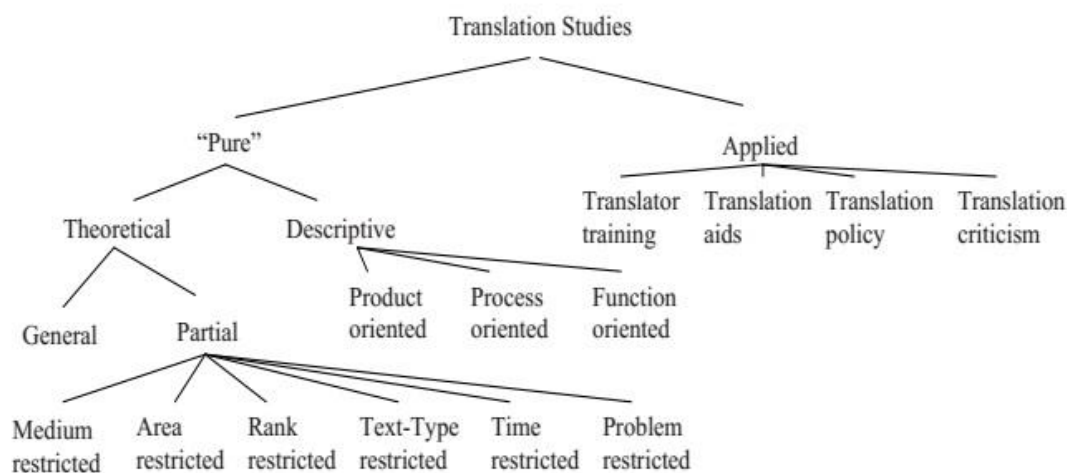 Translation Studies
“Pure”
Applied
Theoretical
Descriptive
Translator
training
Translation
aids
Translation
policy
Translation
criticism
General
Partial
Product
oriented
Process
oriented
Function
oriented
Medium
restricted
Area
restricted
Rank
restricted
Text-Type
restricted
Time
restricted
Problem
restricted